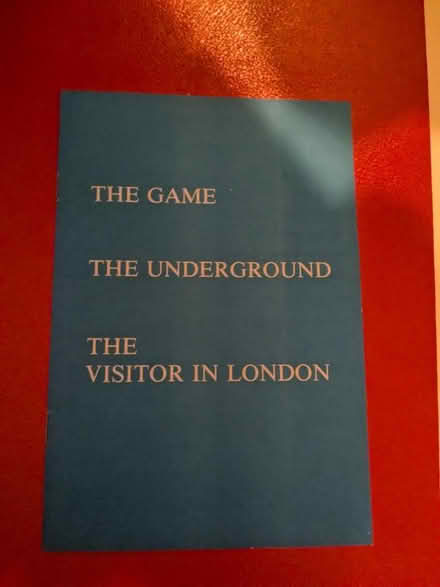 THE GAME
THE UNDERGROUND
THE
VISITOR IN LONDON